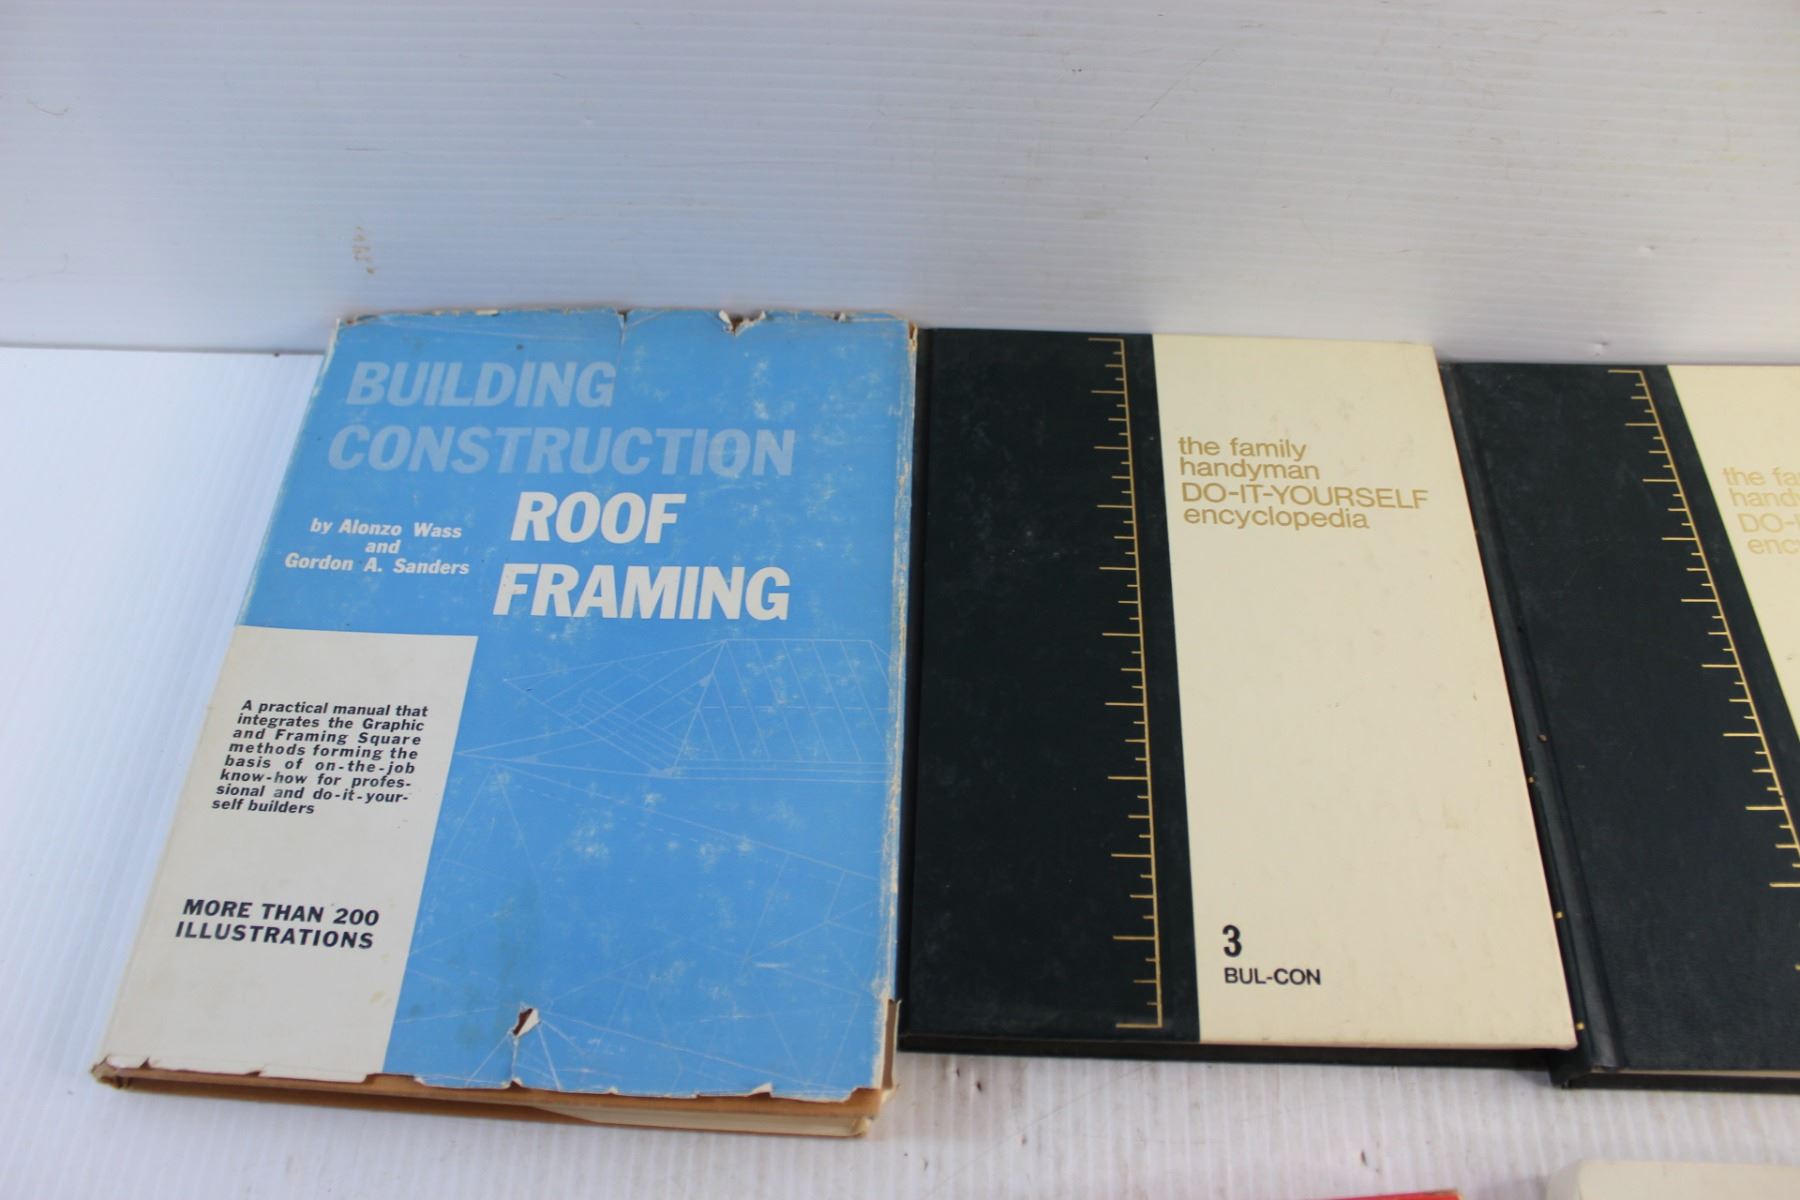 BUILDING
CONSTRUCTION
ROOF
FRAMING
by Alonzo Wass
and
Gordon A. Sanders
A practical manual that
integrates the Graphic
and Framing Square
methods forming the
basis of on-the-job
know-how for profes-
sional and do-it-your-
self builders
MORE THAN 200
ILLUSTRATIONS
the family
handyman
DO-IT-YOURSELF
encyclopedia
3
BUL-CON
the